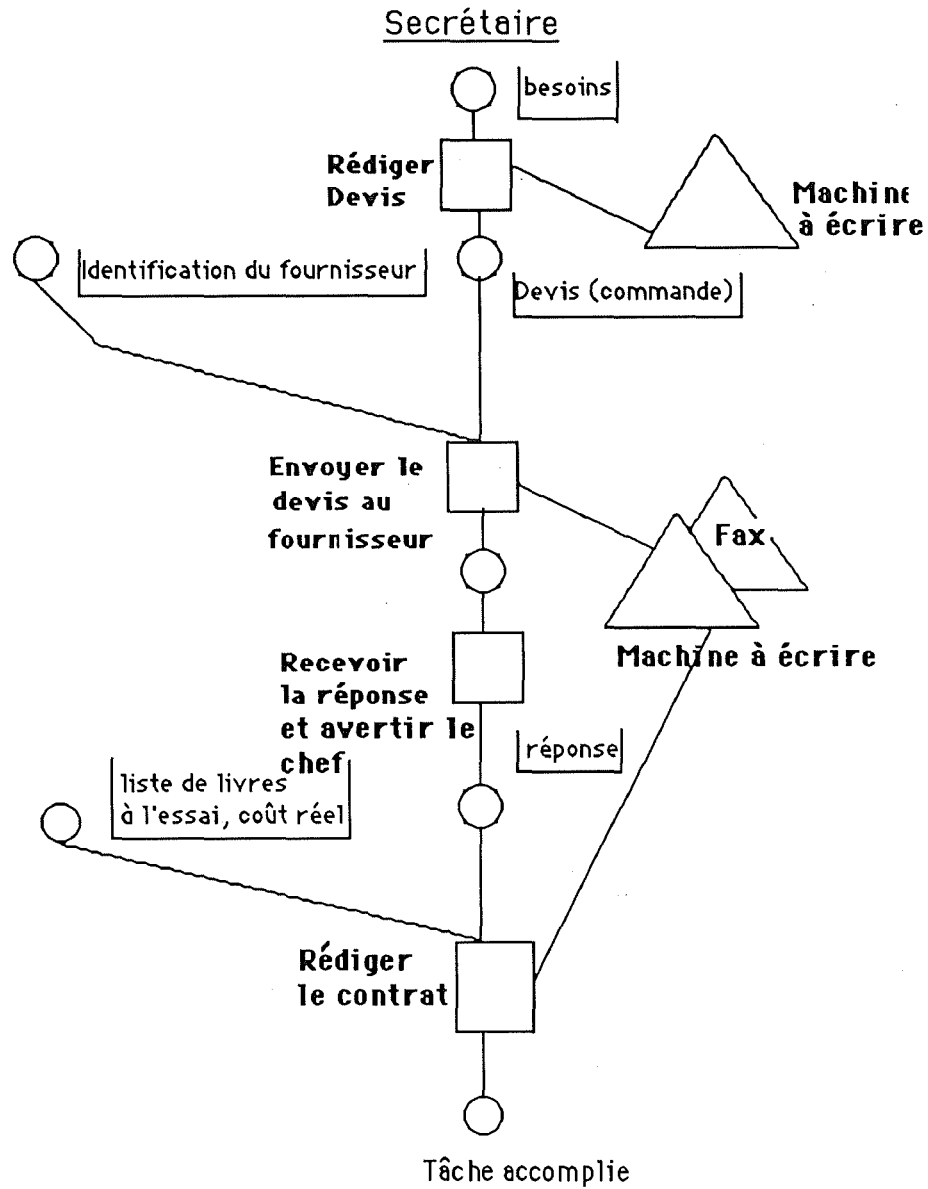 Secrétaire
besoins
Rédiger
Devis
Machine
à écrire
Identification du fournisseur
Devis (commande)
Envoyer le
devis au
fournisseur
Fax
Machine à écrire
Recevoir
la réponse
et avertir le
chef
réponse
liste de livres
à l'essai, coût réel
Rédiger
le contrat
Tâche accomplie